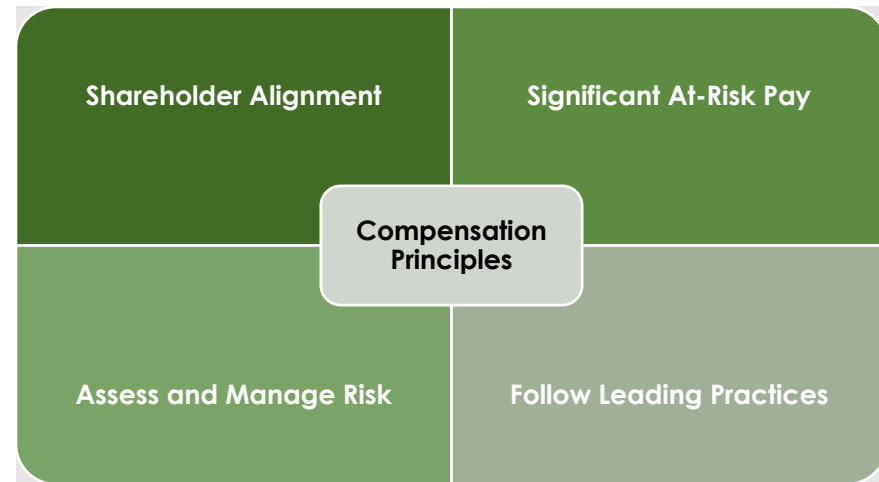 Shareholder Alignment
Significant At-Risk Pay
Compensation
Principles
Assess and Manage Risk
Follow Leading Practices